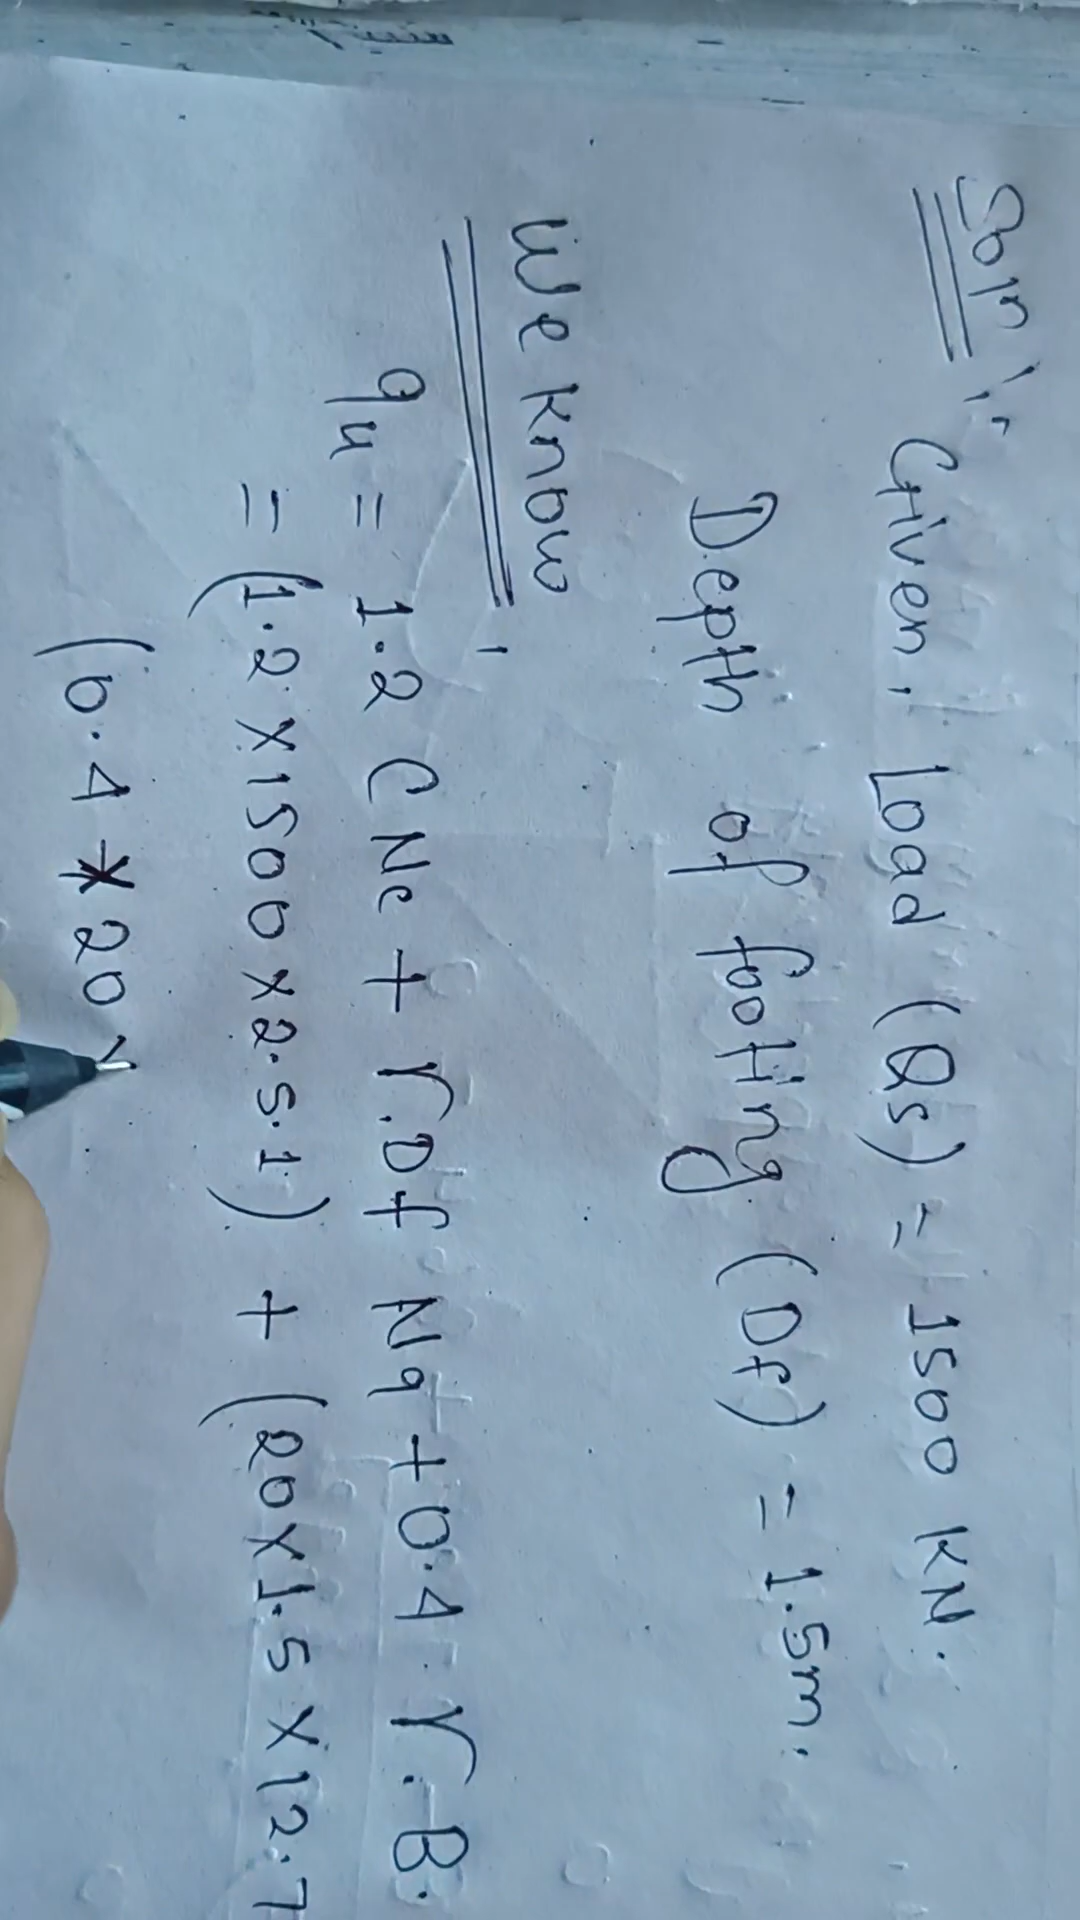 Soln :-
Given, Load (Qs) = 1500 KN.
Depth of footing (Df) = 1.5m.
We know,
qu = 1.2 C Nc + γ.Df Nq + 0.4 γ.B.
= (1.2 × 1500 × 2.5.1) + (20 × 1.5 × 12.7
(0.4 * 20